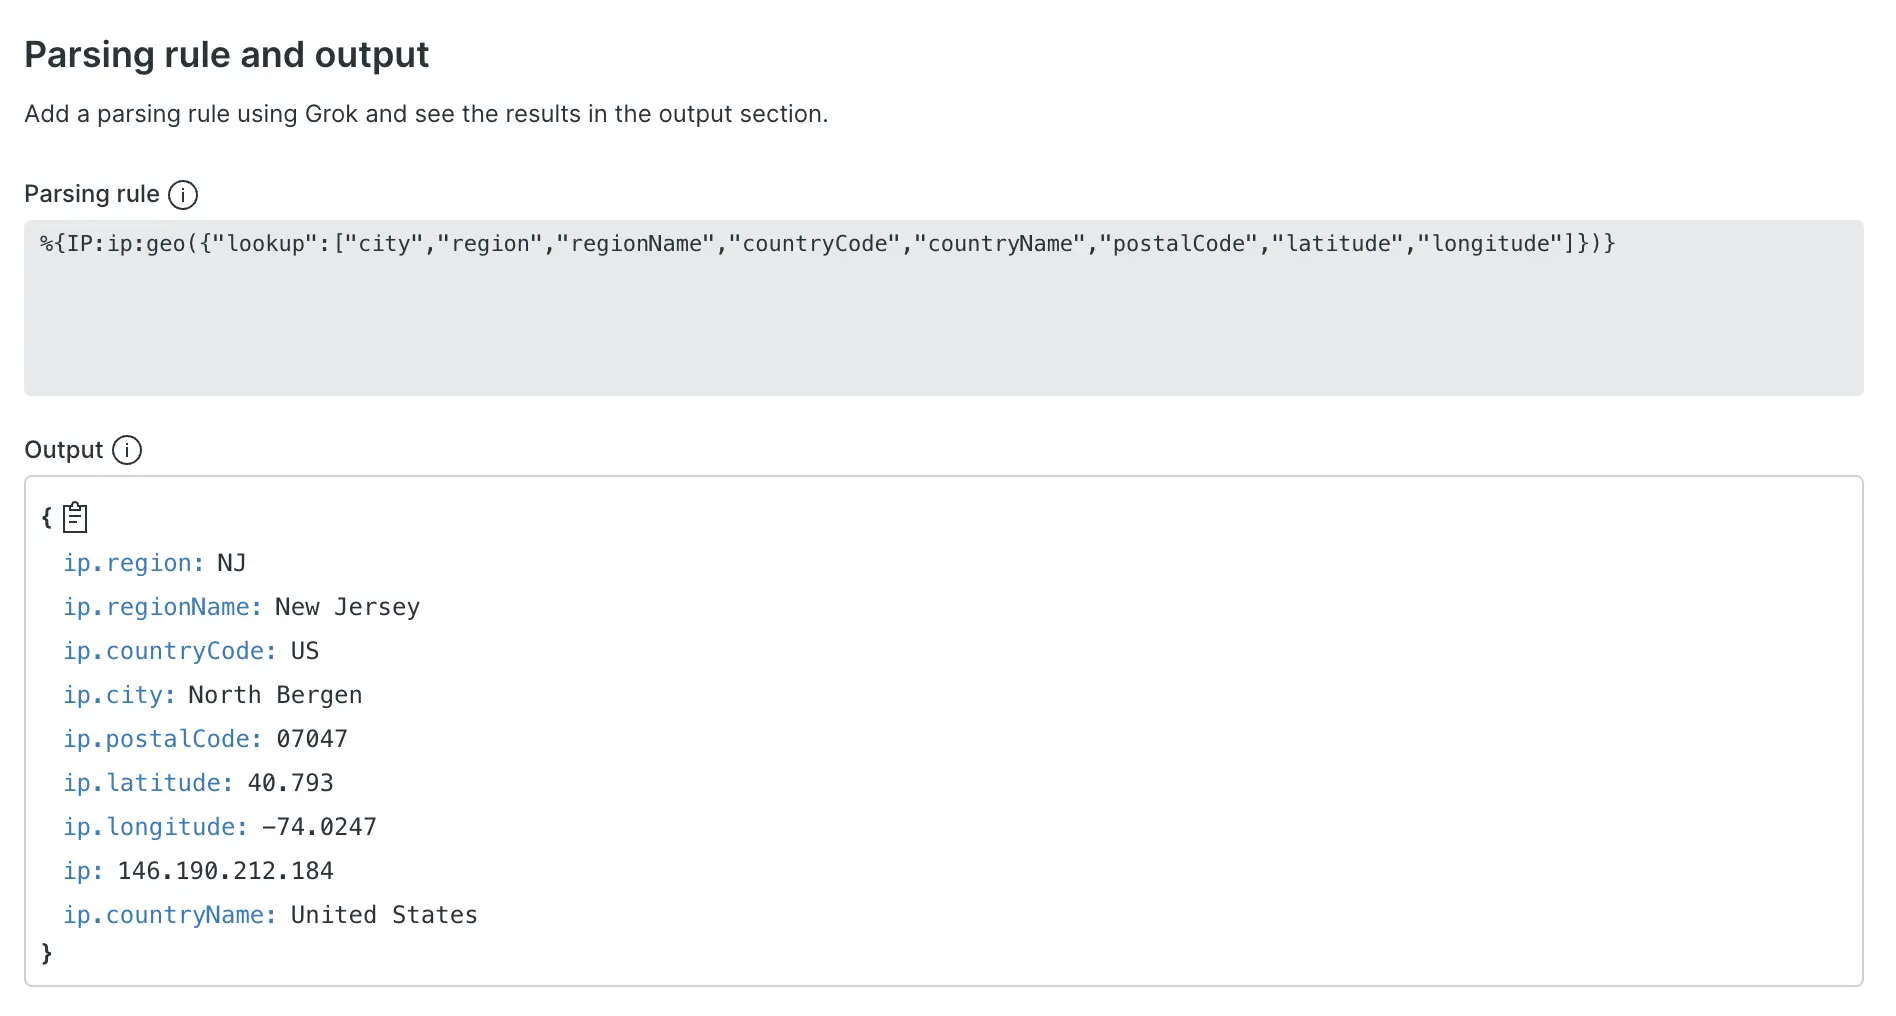 Parsing rule and output
Add a parsing rule using Grok and see the results in the output section.
Parsing rule i
%{IP:ip:geo({"lookup":["city","region","regionName","countryCode","countryName","postalCode","latitude","longitude"]})}
Output i
{
ip.region: NJ
ip.regionName: New Jersey
ip.countryCode: US
ip.city: North Bergen
ip.postalCode: 07047
ip.latitude: 40.793
ip.longitude: -74.0247
ip: 146.190.212.184
ip.countryName: United States
}